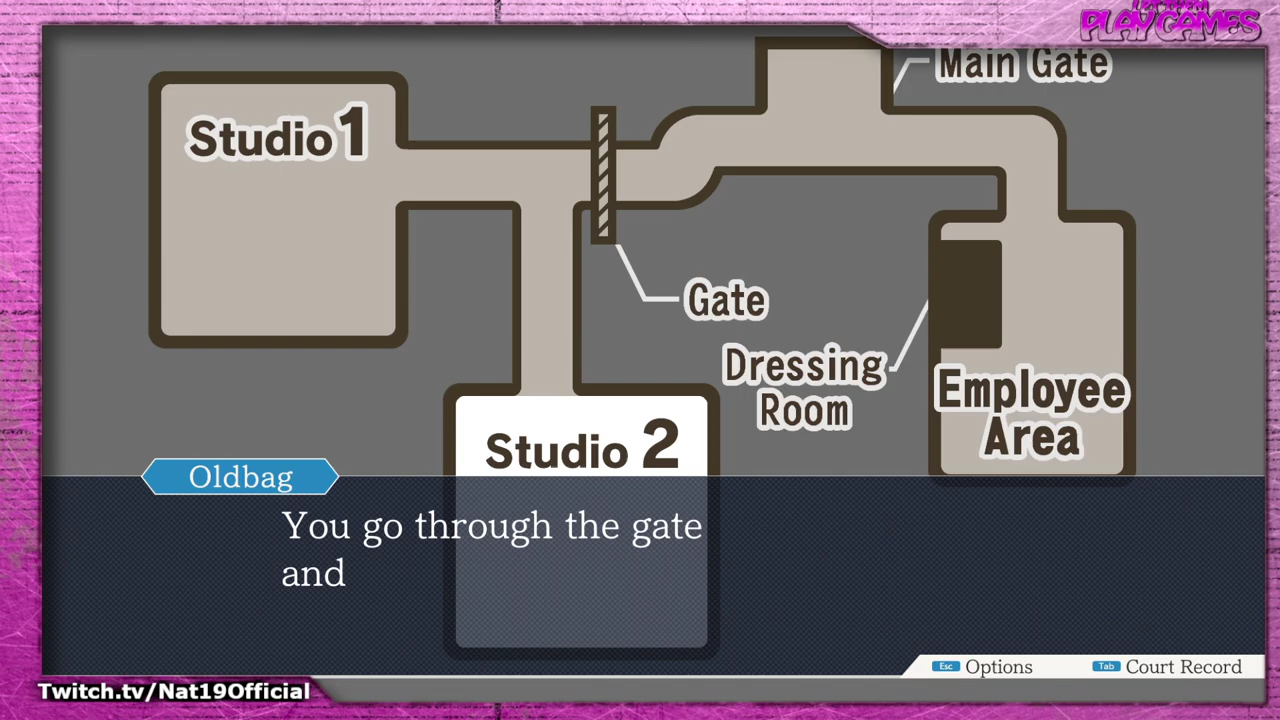 PLAY GAMES
Main Gate
Studio 1
Gate
Dressing
Room
Employee
Area
Studio 2
Oldbag
You go through the gate
and
Esc Options
Tab Court Record
Twitch.tv/Nat19Official